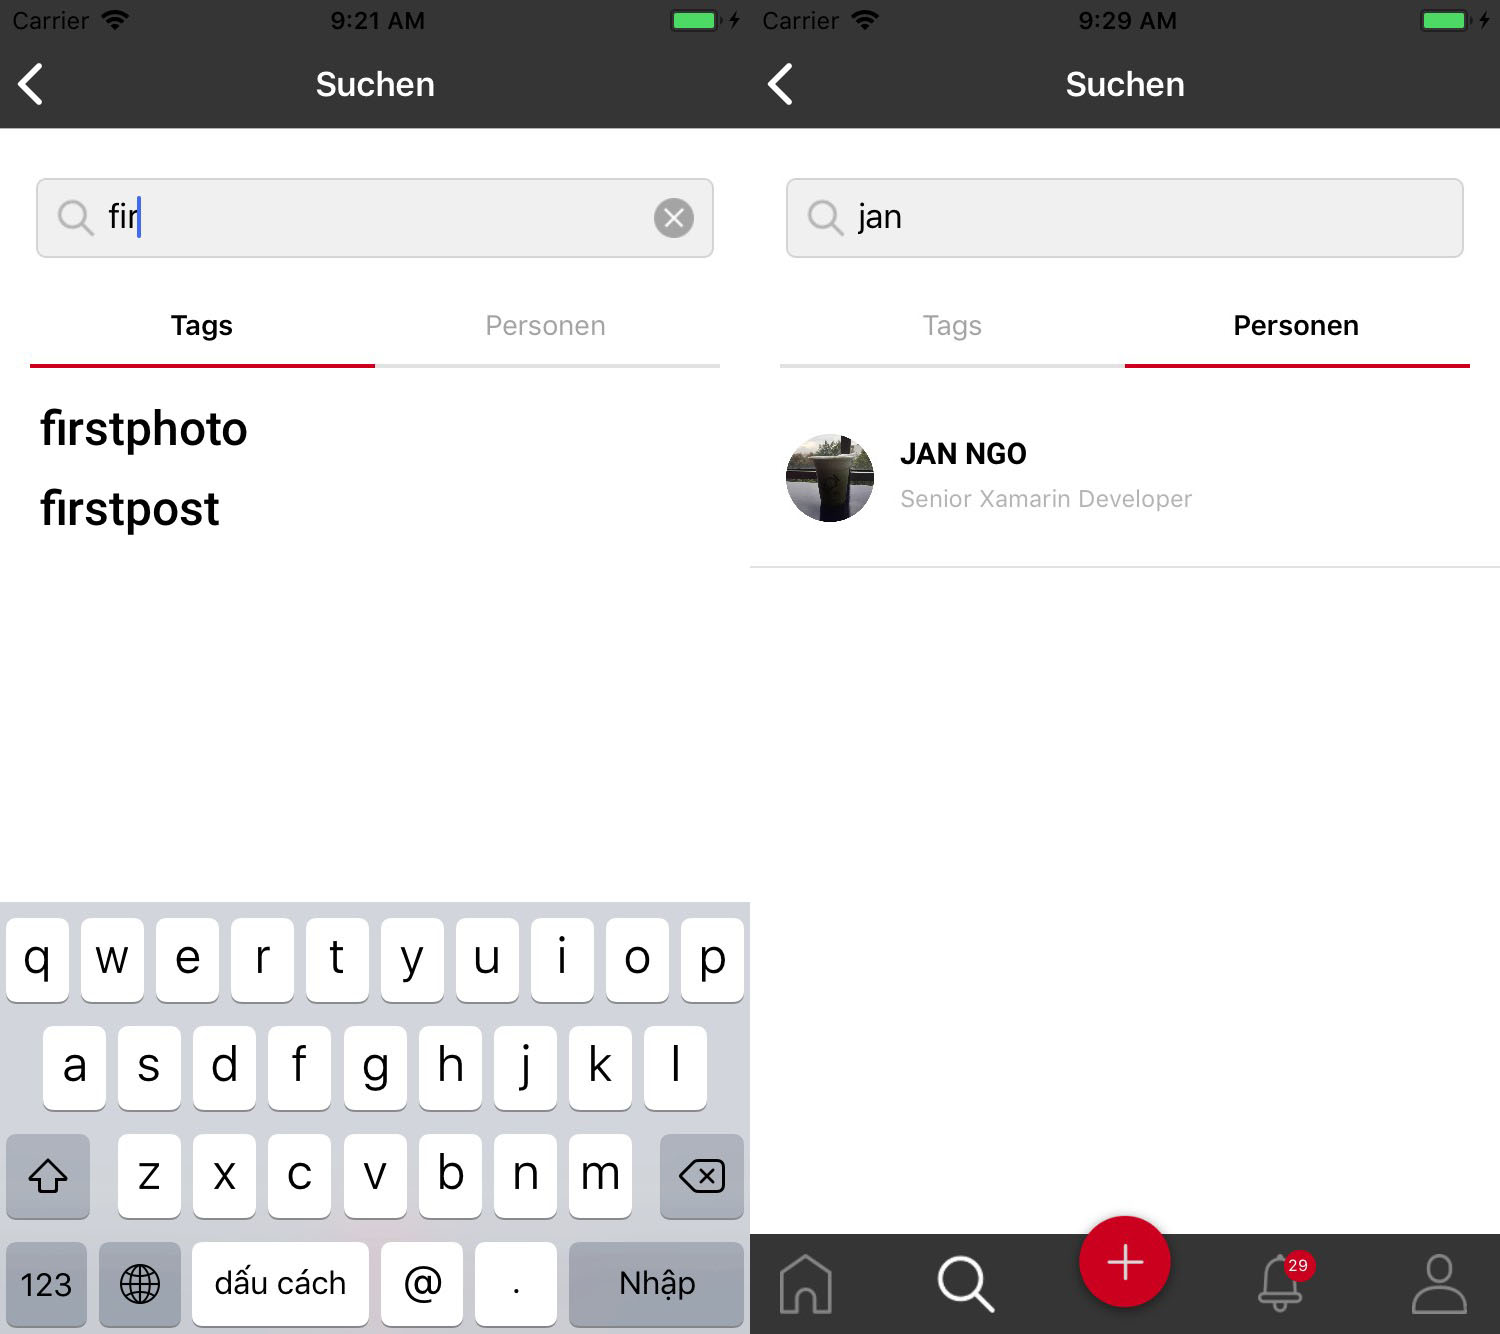 Carrier 9:21 AM
Suchen
fir
Tags Personen
firstphoto
firstpost
q w e r t y u i o p
a s d f g h j k l
z x c v b n m
123 dấu cách @ . Nhập
Carrier 9:29 AM
Suchen
jan
Tags Personen
JAN NGO
Senior Xamarin Developer
29